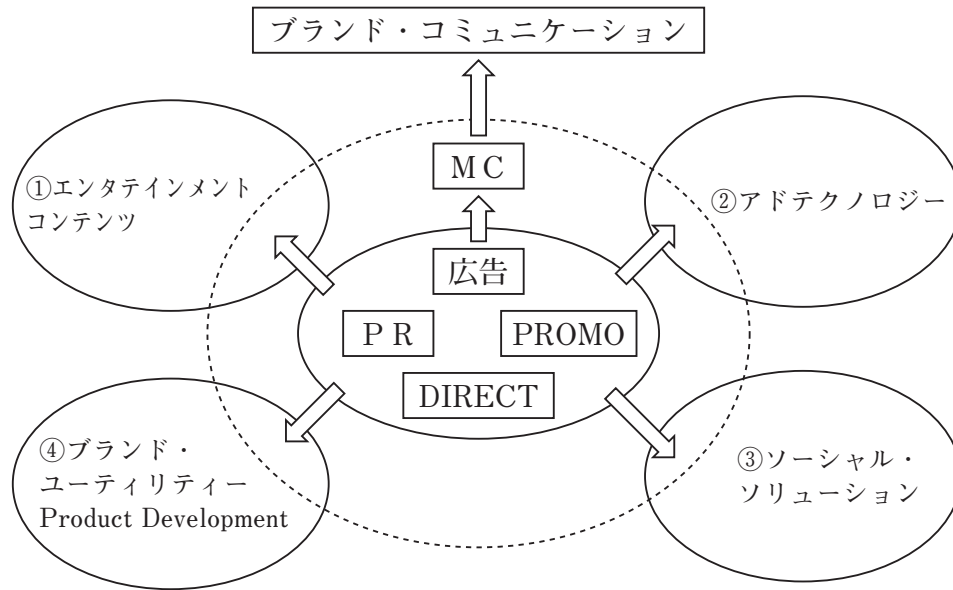 ブランド・コミュニケーション
MC
①エンタテインメント
コンテンツ
②アドテクノロジー
広告
PR
PROMO
DIRECT
④ブランド・
ユーティリティー
Product Development
③ソーシャル・
ソリューション